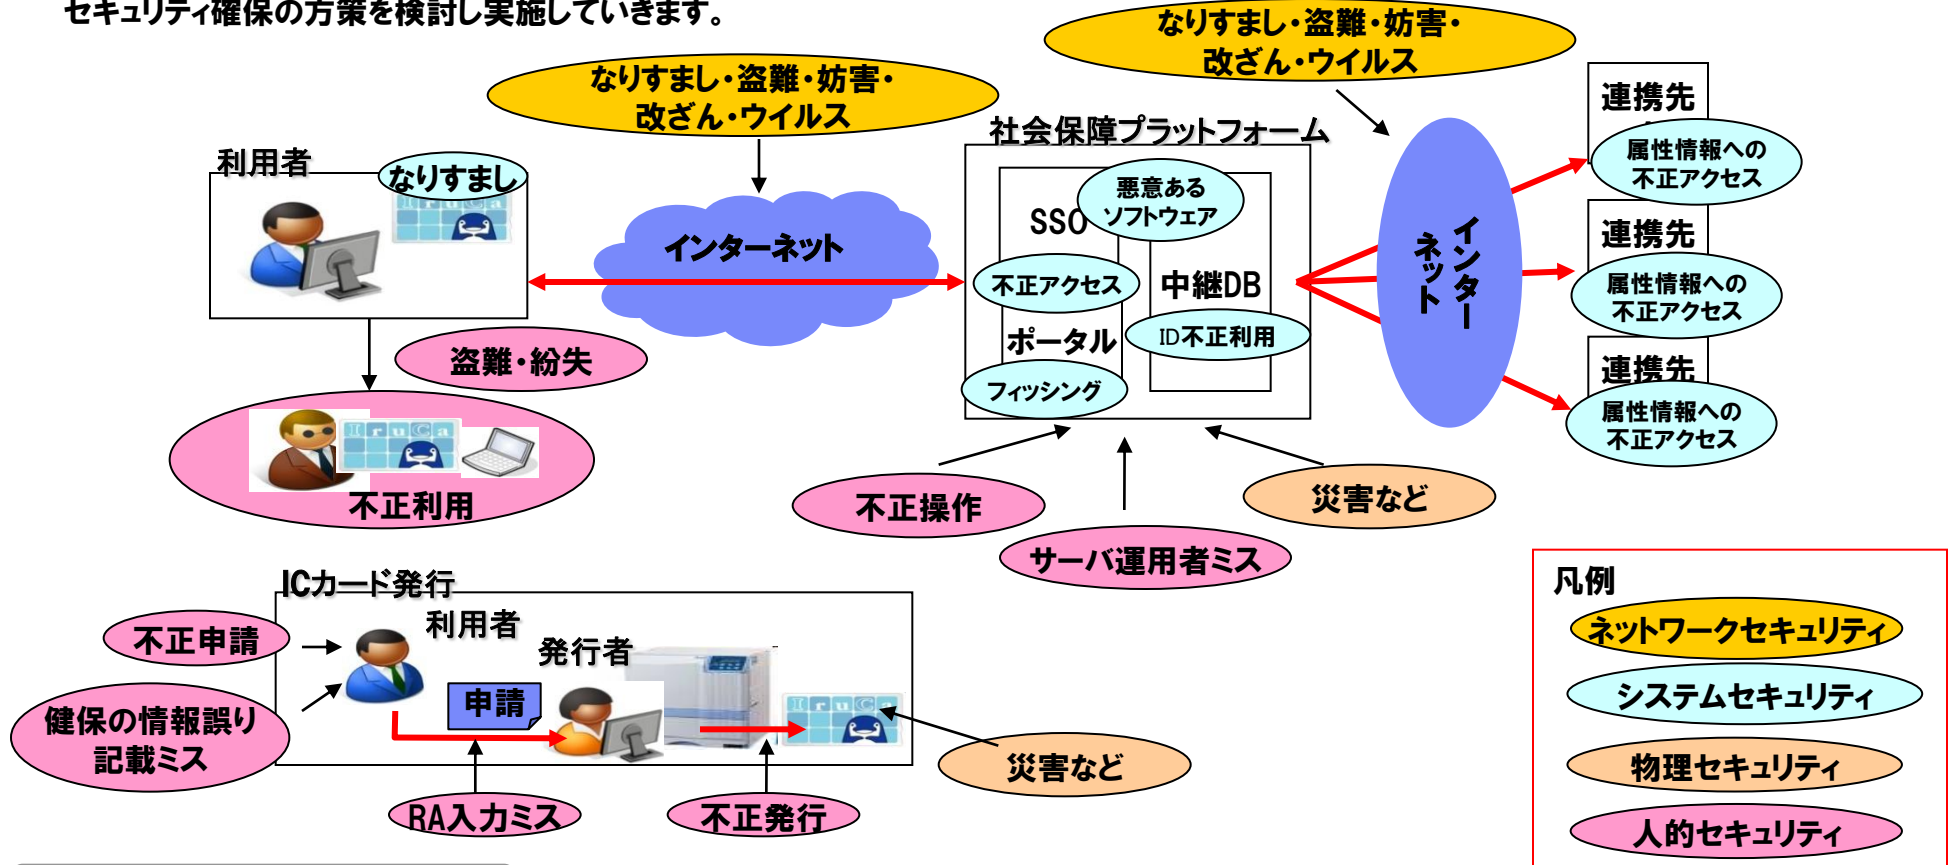 セキュリティ確保の方策を検討し実施していきます。
なりすまし・盗難・妨害・
改ざん・ウイルス
なりすまし・盗難・妨害・
改ざん・ウイルス
利用者
なりすまし
IruCa
インターネット
社会保障プラットフォーム
SSO
悪意ある
ソフトウェア
不正アクセス
中継DB
ポータル
ID不正利用
フィッシング
インターネット
連携先
属性情報への
不正アクセス
連携先
属性情報への
不正アクセス
連携先
属性情報への
不正アクセス
盗難・紛失
IruCa
不正利用
不正操作
サーバ運用者ミス
災害など
ICカード発行
不正申請
健保の情報誤り
記載ミス
利用者
申請
発行者
IruCa
RA入力ミス
不正発行
災害など
凡例
ネットワークセキュリティ
システムセキュリティ
物理セキュリティ
人的セキュリティ